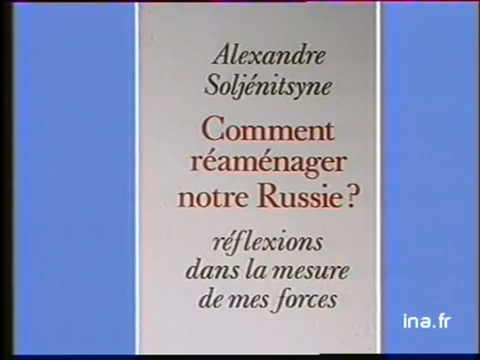 Alexandre
Soljénitsyne
Comment
réaménager
notre Russie ?
réflexions
dans la mesure
de mes forces
ina.fr